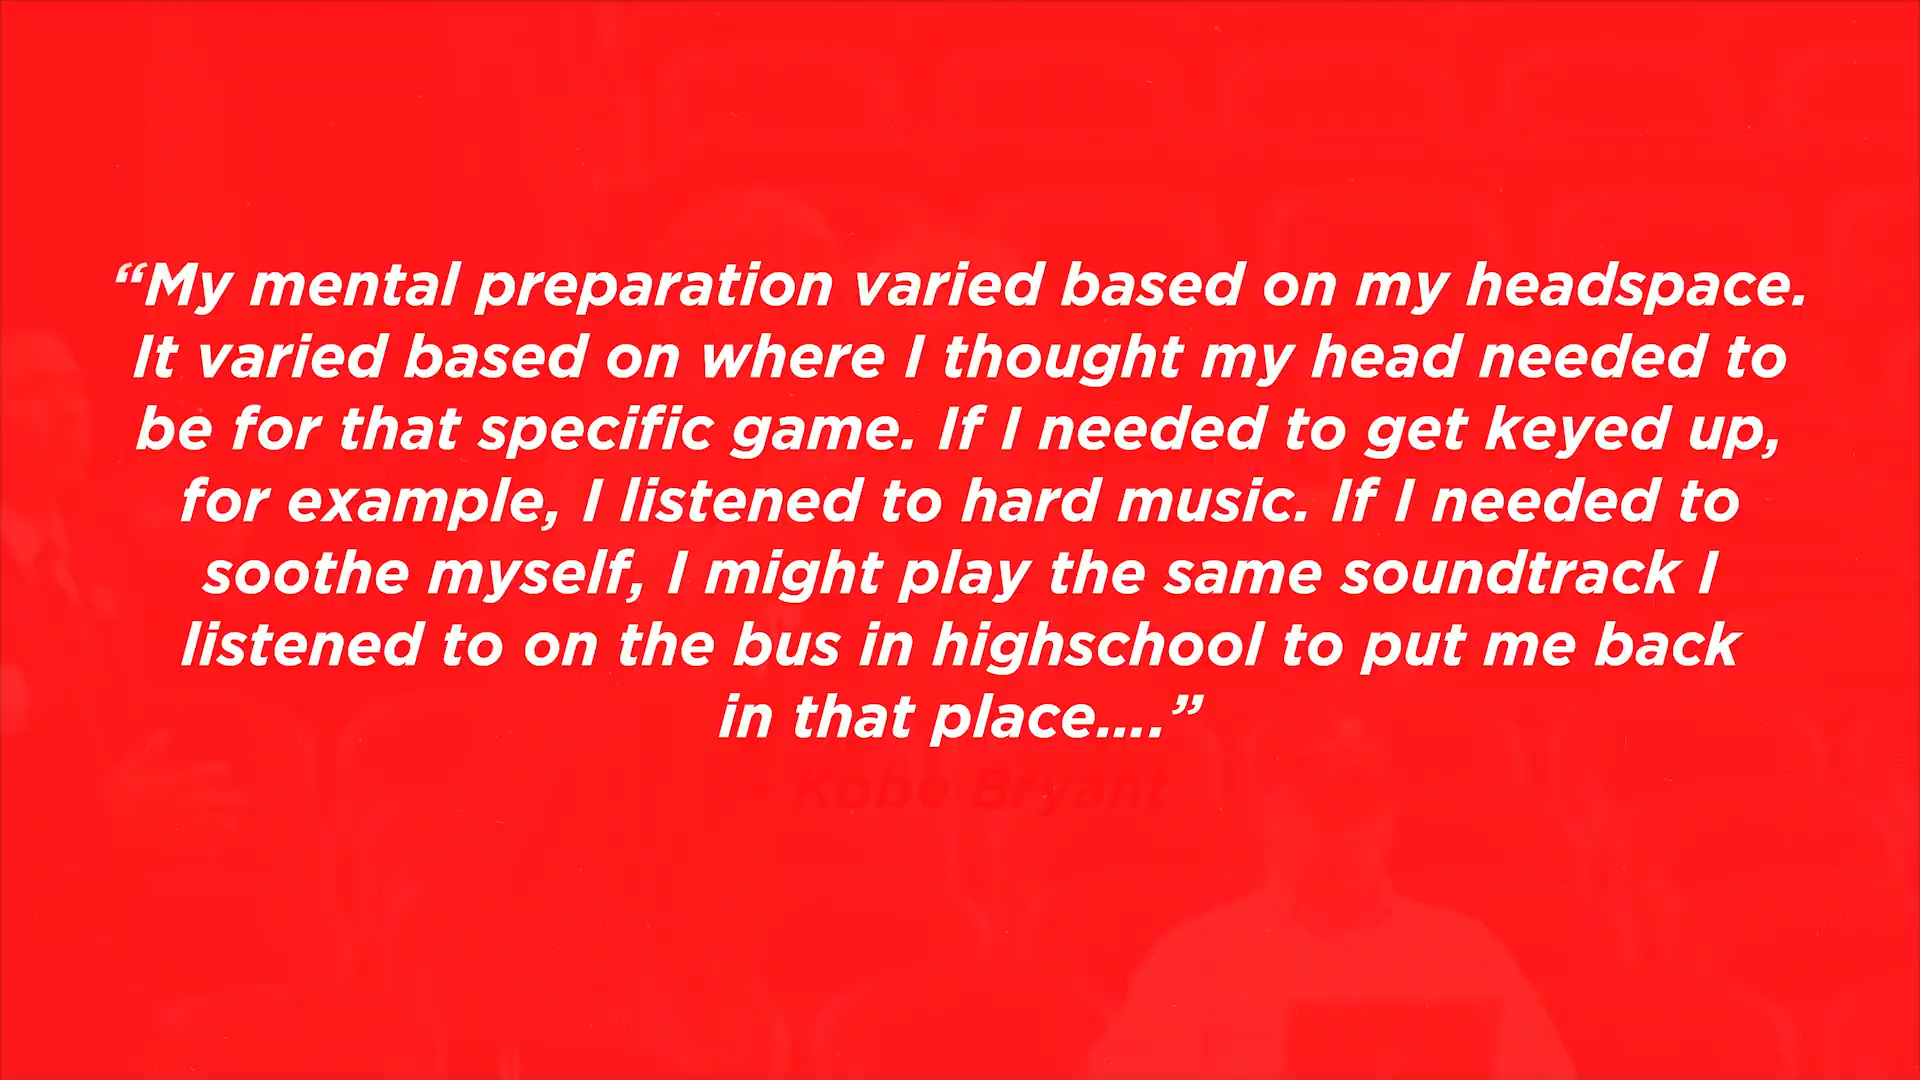 “My mental preparation varied based on my headspace.
It varied based on where I thought my head needed to
be for that specific game. If I needed to get keyed up,
for example, I listened to hard music. If I needed to
soothe myself, I might play the same soundtrack I
listened to on the bus in highschool to put me back
in that place....”
- Kobe Bryant